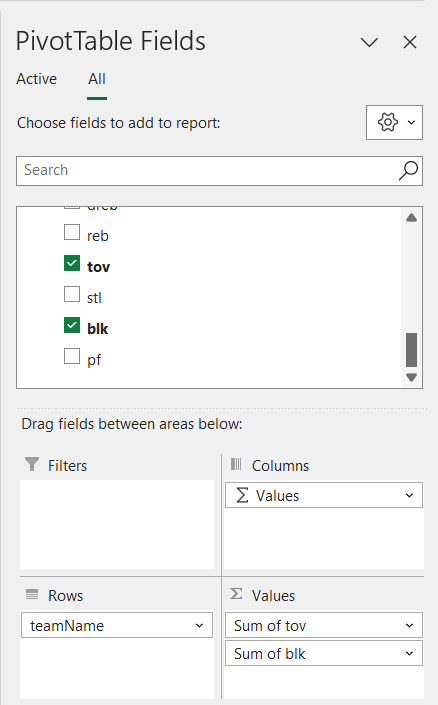 PivotTable Fields
Active All
Choose fields to add to report:
Search
dreb
reb
tov
stl
blk
pf
Drag fields between areas below:
Filters
Columns
Σ Values
Rows
Σ Values
teamName
Sum of tov
Sum of blk